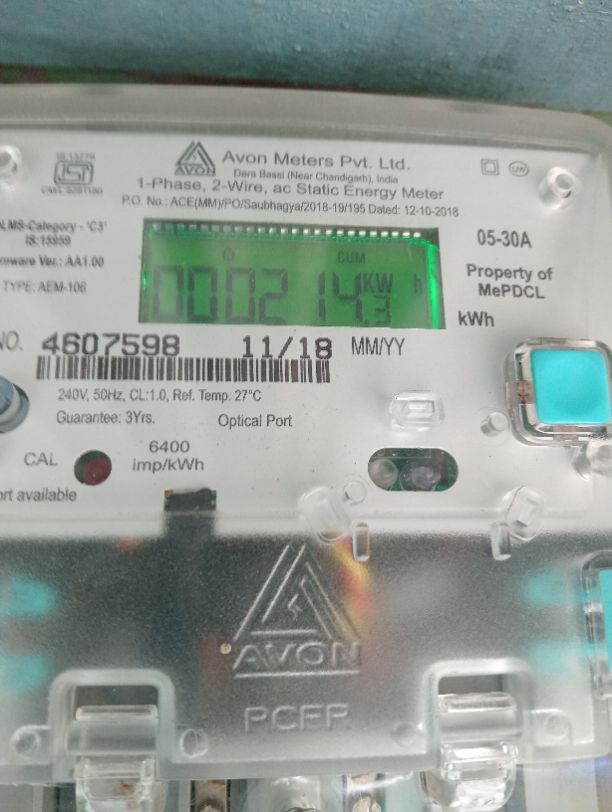 IS:13779
ISI
AVON
Avon Meters Pvt. Ltd.
Dera Bassi (Near Chandigarh), India
1-Phase, 2-Wire, ac Static Energy Meter
P.O. No.: ACE(MM)/PO/Saubhagya/2018-19/195 Dated: 12-10-2018
LMS-Category - 'C3'
IS:15959
mware Ver.: AA1.00
TYPE: AEM-106
CUM
000214.3 KW h
05-30A
Property of
MePDCL
kWh
NO. 4607598 11/18 MM/YY
240V, 50Hz, CL:1.0, Ref. Temp. 27°C
Guarantee: 3Yrs.
Optical Port
CAL
6400
imp/kWh
ort available
AVON